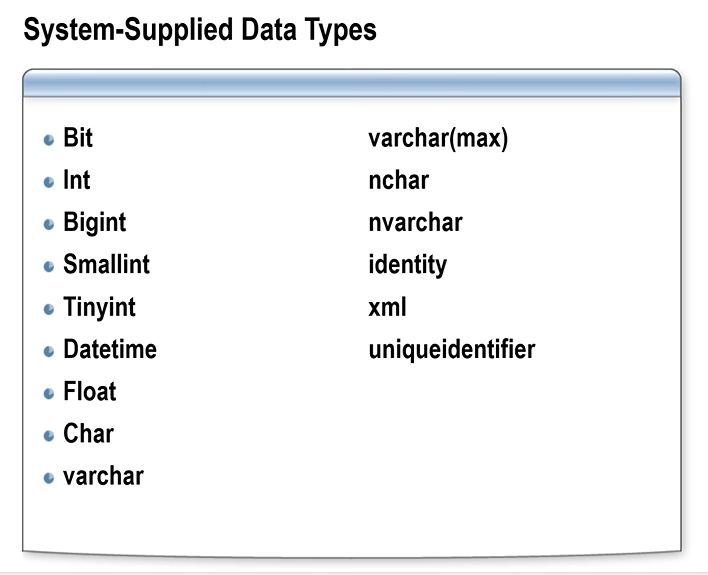 System-Supplied Data Types
Bit
Int
Bigint
Smallint
Tinyint
Datetime
Float
Char
varchar
varchar(max)
nchar
nvarchar
identity
xml
uniqueidentifier